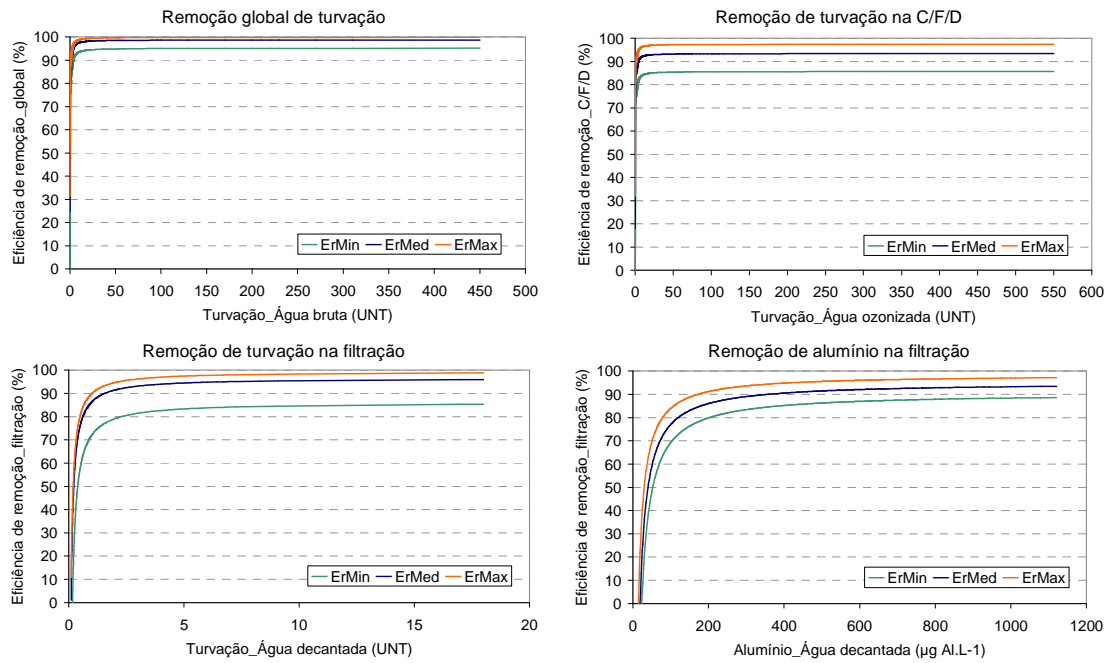 Remoção global de turvação
Eficiência de remoção_global (%)
100
90
80
70
60
50
40
30
20
10
0
ErMin ErMed ErMax
0 50 100 150 200 250 300 350 400 450 500
Turvação_Água bruta (UNT)
Remoção de turvação na C/F/D
Eficiência de remoção_C/F/D (%)
100
90
80
70
60
50
40
30
20
10
0
ErMin ErMed ErMax
0 50 100 150 200 250 300 350 400 450 500 550 600
Turvação_Água ozonizada (UNT)
Remoção de turvação na filtração
Eficiência de remoção_filtração (%)
100
90
80
70
60
50
40
30
20
10
0
ErMin ErMed ErMax
0 5 10 15 20
Turvação_Água decantada (UNT)
Remoção de alumínio na filtração
Eficiência de remoção_filtração (%)
100
90
80
70
60
50
40
30
20
10
0
ErMin ErMed ErMax
0 200 400 600 800 1000 1200
Alumínio_Água decantada (µg Al.L-1)